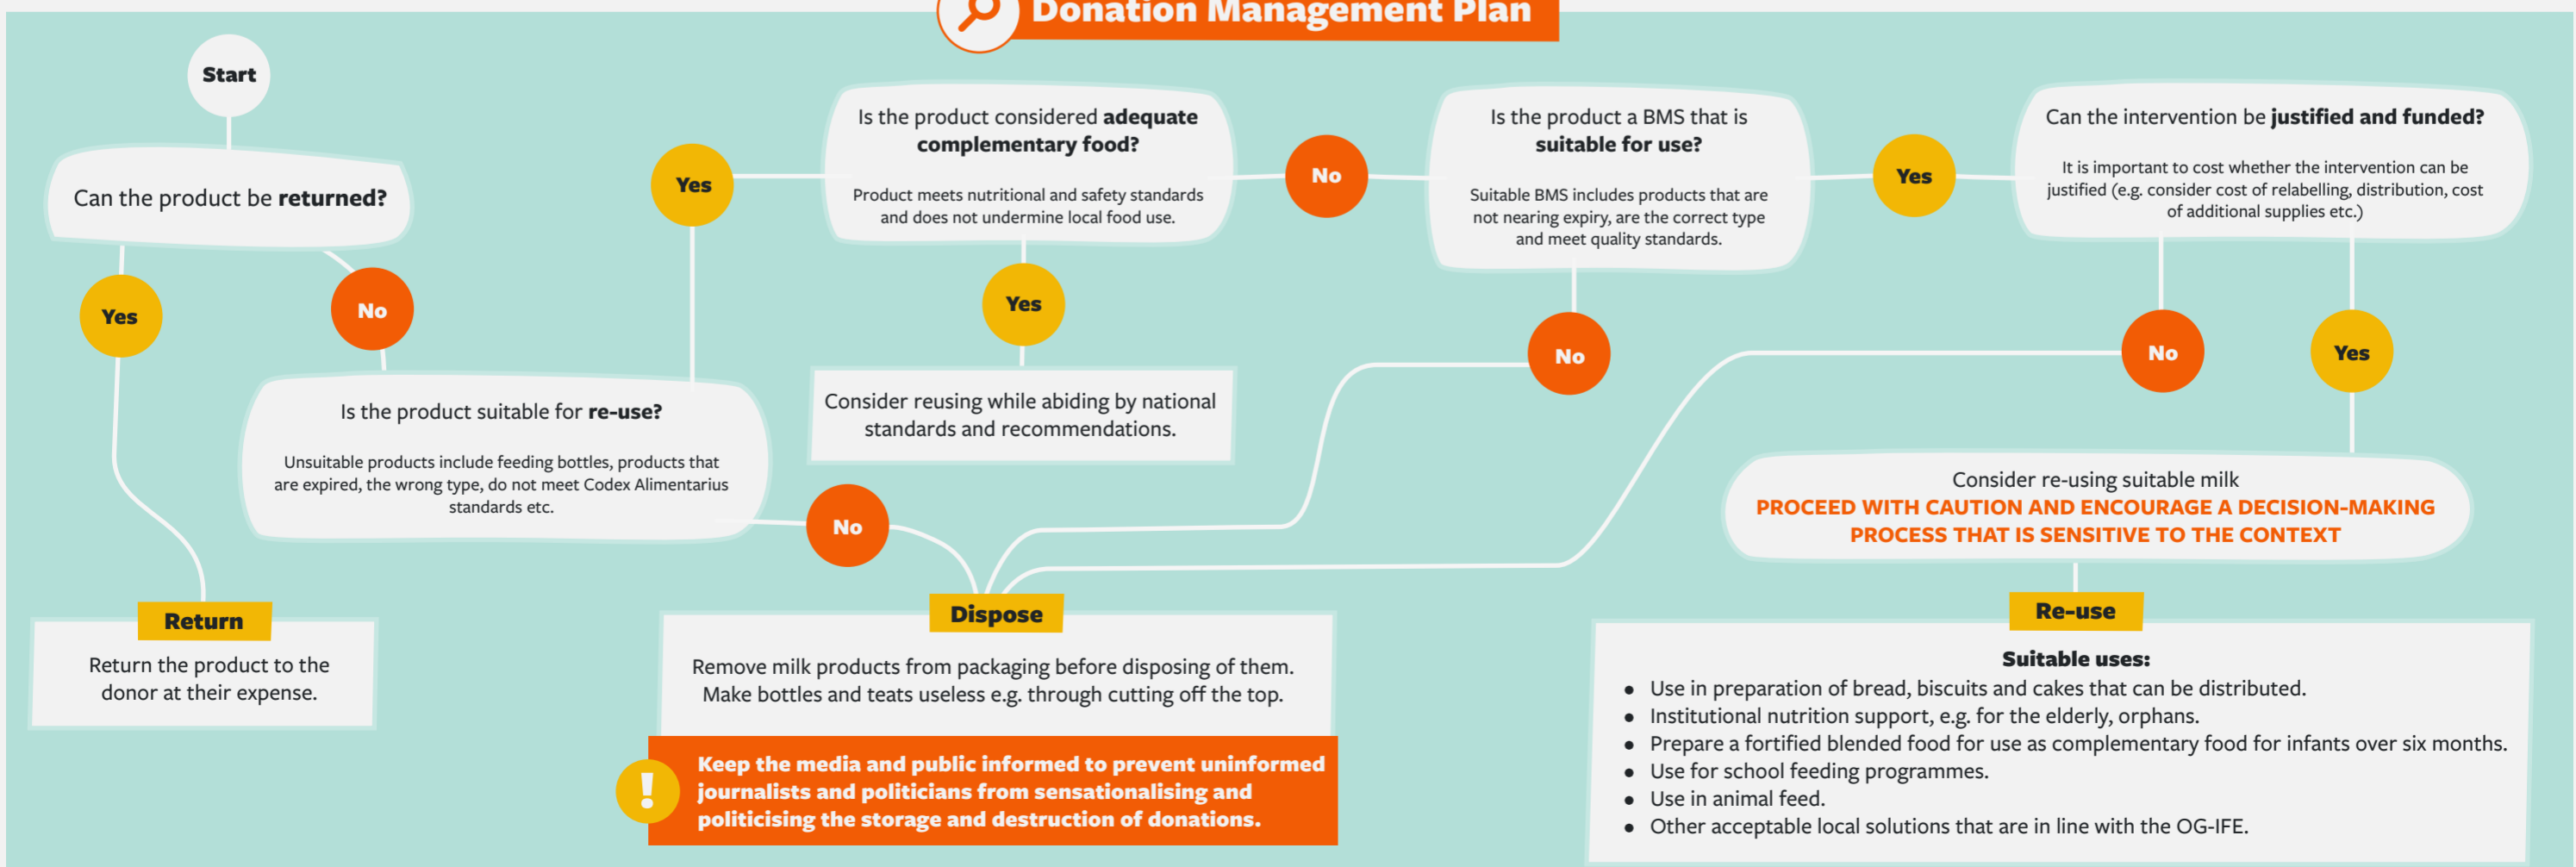 Donation Management Plan
Start
Can the product be returned?
Yes
No
Return
Return the product to the
donor at their expense.
Is the product suitable for re-use?
Unsuitable products include feeding bottles, products that
are expired, the wrong type, do not meet Codex Alimentarius
standards etc.
Yes
No
Is the product considered adequate
complementary food?
Product meets nutritional and safety standards
and does not undermine local food use.
Yes
Consider reusing while abiding by national
standards and recommendations.
No
Is the product a BMS that is
suitable for use?
Suitable BMS includes products that are
not nearing expiry, are the correct type
and meet quality standards.
No
Yes
Can the intervention be justified and funded?
It is important to cost whether the intervention can be
justified (e.g. consider cost of relabelling, distribution, cost
of additional supplies etc.)
No
Yes
Dispose
Remove milk products from packaging before disposing of them.
Make bottles and teats useless e.g. through cutting off the top.
!
Keep the media and public informed to prevent uninformed
journalists and politicians from sensationalising and
politicising the storage and destruction of donations.
Consider re-using suitable milk
PROCEED WITH CAUTION AND ENCOURAGE A DECISION-MAKING
PROCESS THAT IS SENSITIVE TO THE CONTEXT
Re-use
Suitable uses:
• Use in preparation of bread, biscuits and cakes that can be distributed.
• Institutional nutrition support, e.g. for the elderly, orphans.
• Prepare a fortified blended food for use as complementary food for infants over six months.
• Use for school feeding programmes.
• Use in animal feed.
• Other acceptable local solutions that are in line with the OG-IFE.